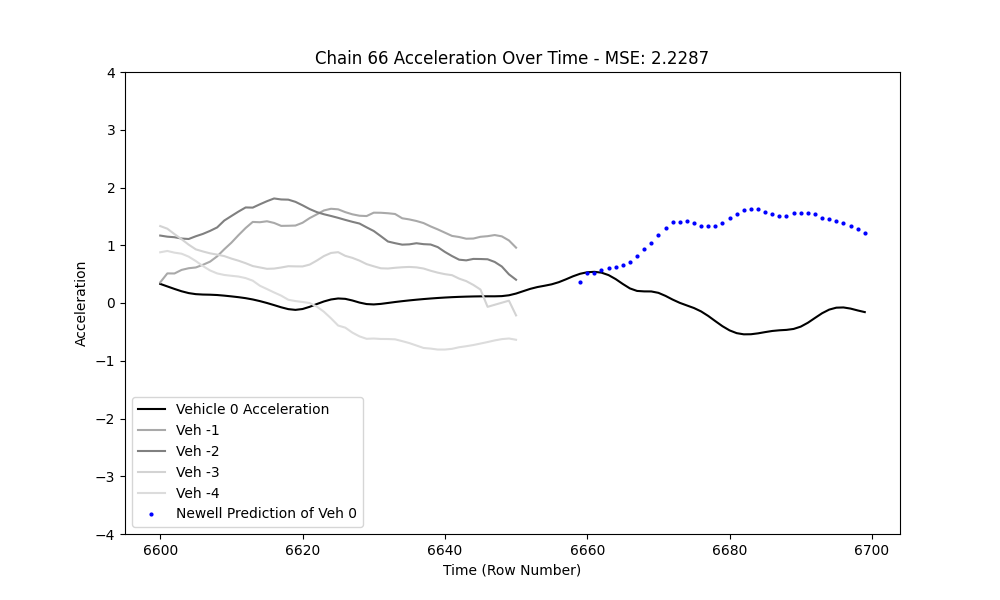 Chain 66 Acceleration Over Time - MSE: 2.2287
4
3
2
1
0
−1
−2
−3
−4
Acceleration
Vehicle 0 Acceleration
Veh -1
Veh -2
Veh -3
Veh -4
Newell Prediction of Veh 0
6600 6620 6640 6660 6680 6700
Time (Row Number)